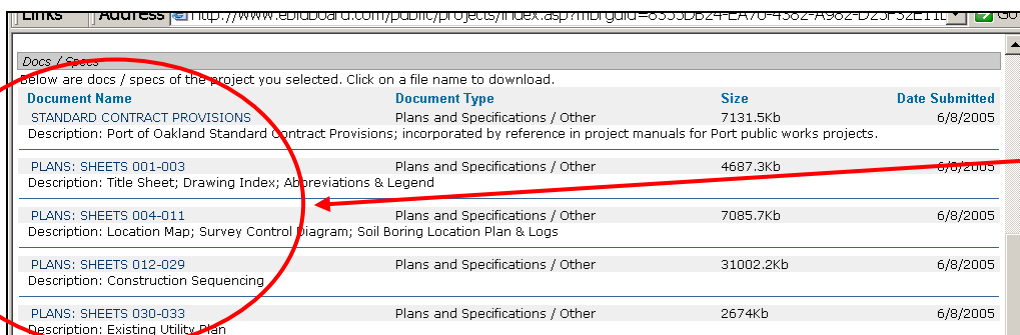 Links Address http://www.ebidboard.com/public/projects/index.asp?mbrguid=8355DB24-EA70-4382-A982-D25F32E11D Go
Docs / Specs
Below are docs / specs of the project you selected. Click on a file name to download.
Document Name Document Type Size Date Submitted
STANDARD CONTRACT PROVISIONS Plans and Specifications / Other 7131.5Kb 6/8/2005
Description: Port of Oakland Standard Contract Provisions; incorporated by reference in project manuals for Port public works projects.
PLANS: SHEETS 001-003 Plans and Specifications / Other 4687.3Kb 6/8/2005
Description: Title Sheet; Drawing Index; Abbreviations & Legend
PLANS: SHEETS 004-011 Plans and Specifications / Other 7085.7Kb 6/8/2005
Description: Location Map; Survey Control Diagram; Soil Boring Location Plan & Logs
PLANS: SHEETS 012-029 Plans and Specifications / Other 31002.2Kb 6/8/2005
Description: Construction Sequencing
PLANS: SHEETS 030-033 Plans and Specifications / Other 2674Kb 6/8/2005
Description: Existing Utility Plan